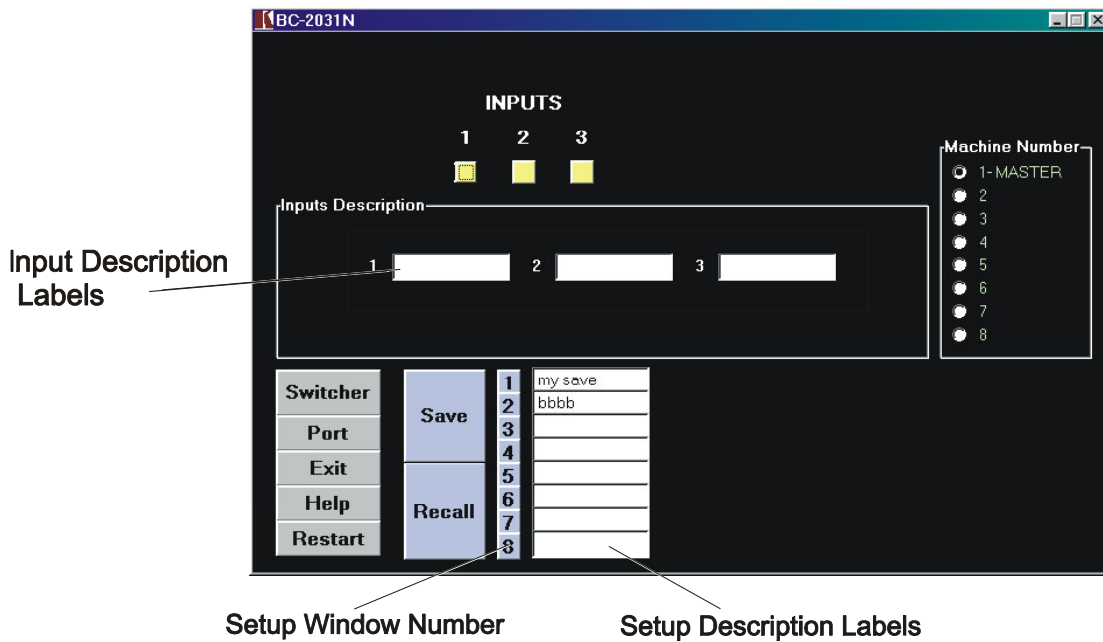 BC-2031N
INPUTS
1 2 3
Machine Number
1-MASTER
2
3
4
5
6
7
8
Inputs Description
1 2 3
Input Description
Labels
Switcher
Port
Exit
Help
Restart
Save
Recall
1 my save
2 bbbb
3
4
5
6
7
8
Setup Window Number
Setup Description Labels